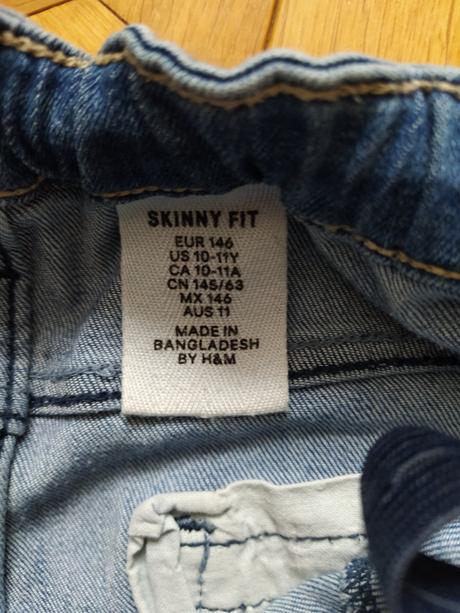 SKINNY FIT
EUR 146
US 10-11Y
CA 10-11A
CN 145/63
MX 146
AUS 11
MADE IN
BANGLADESH
BY H&M